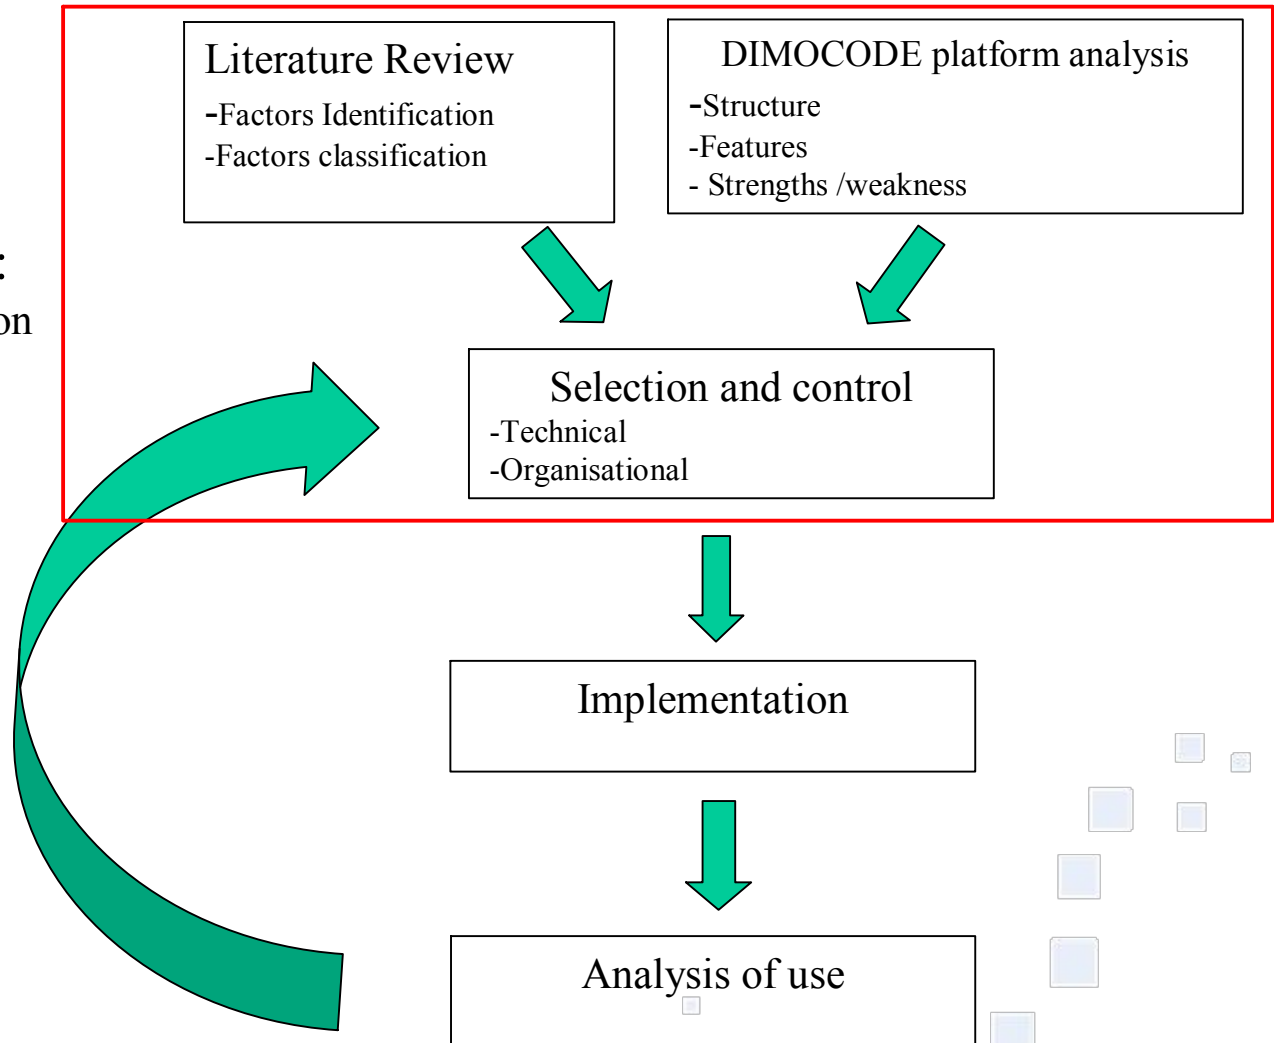 Literature Review
-Factors Identification
-Factors classification
DIMOCODE platform analysis
-Structure
-Features
- Strengths /weakness
:
on
Selection and control
-Technical
-Organisational
Implementation
Analysis of use